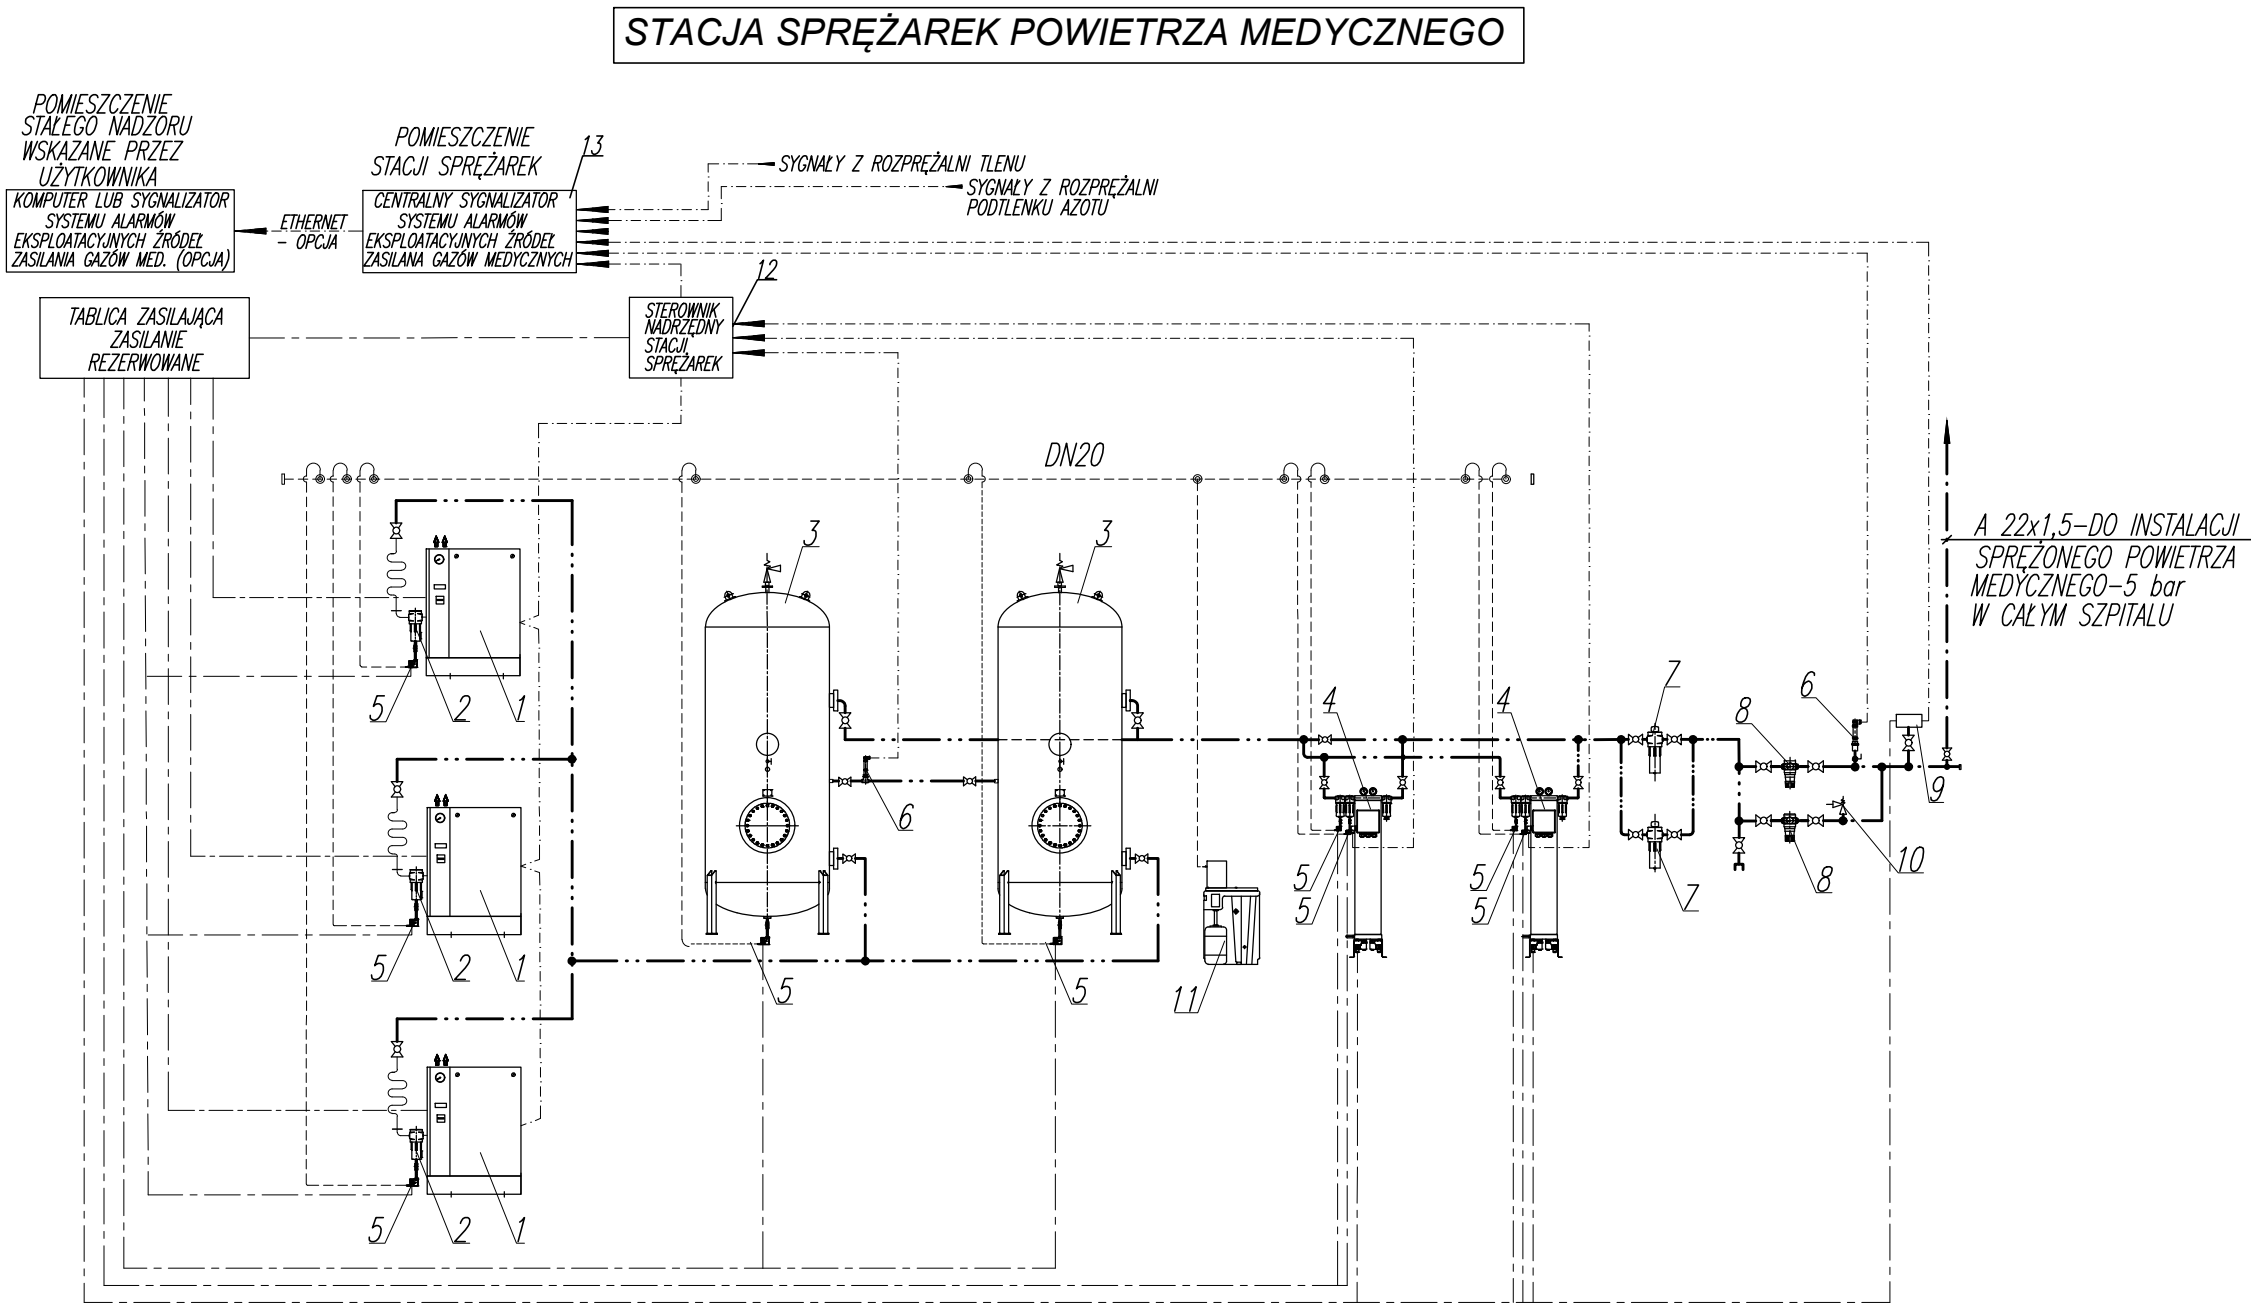 STACJA SPRĘŻAREK POWIETRZA MEDYCZNEGO
POMIESZCZENIE
STAŁEGO NADZORU
WSKAZANE PRZEZ
UŻYTKOWNIKA
KOMPUTER LUB SYGNALIZATOR
SYSTEMU ALARMÓW
EKSPLOATACYJNYCH ŹRÓDEŁ
ZASILANIA GAZÓW MED. (OPCJA)
ETHERNET
- OPCJA
POMIESZCZENIE
STACJI SPRĘŻAREK
13
CENTRALNY SYGNALIZATOR
SYSTEMU ALARMÓW
EKSPLOATACYJNYCH ŹRÓDEŁ
ZASILANA GAZÓW MEDYCZNYCH
SYGNAŁY Z ROZPRĘŻALNI TLENU
SYGNAŁY Z ROZPRĘŻALNI
PODTLENKU AZOTU
12
TABLICA ZASILAJĄCA
ZASILANIE
REZERWOWANE
STEROWNIK
NADRZĘDNY
STACJI
SPRĘŻAREK
DN20
A 22x1,5-DO INSTALACJI
SPRĘŻONEGO POWIETRZA
MEDYCZNEGO-5 bar
W CAŁYM SZPITALU
3
3
5
2
1
4
4
7
8
6
9
6
5
5
5
5
7
8
10
5
2
1
5
5
11
5
2
1